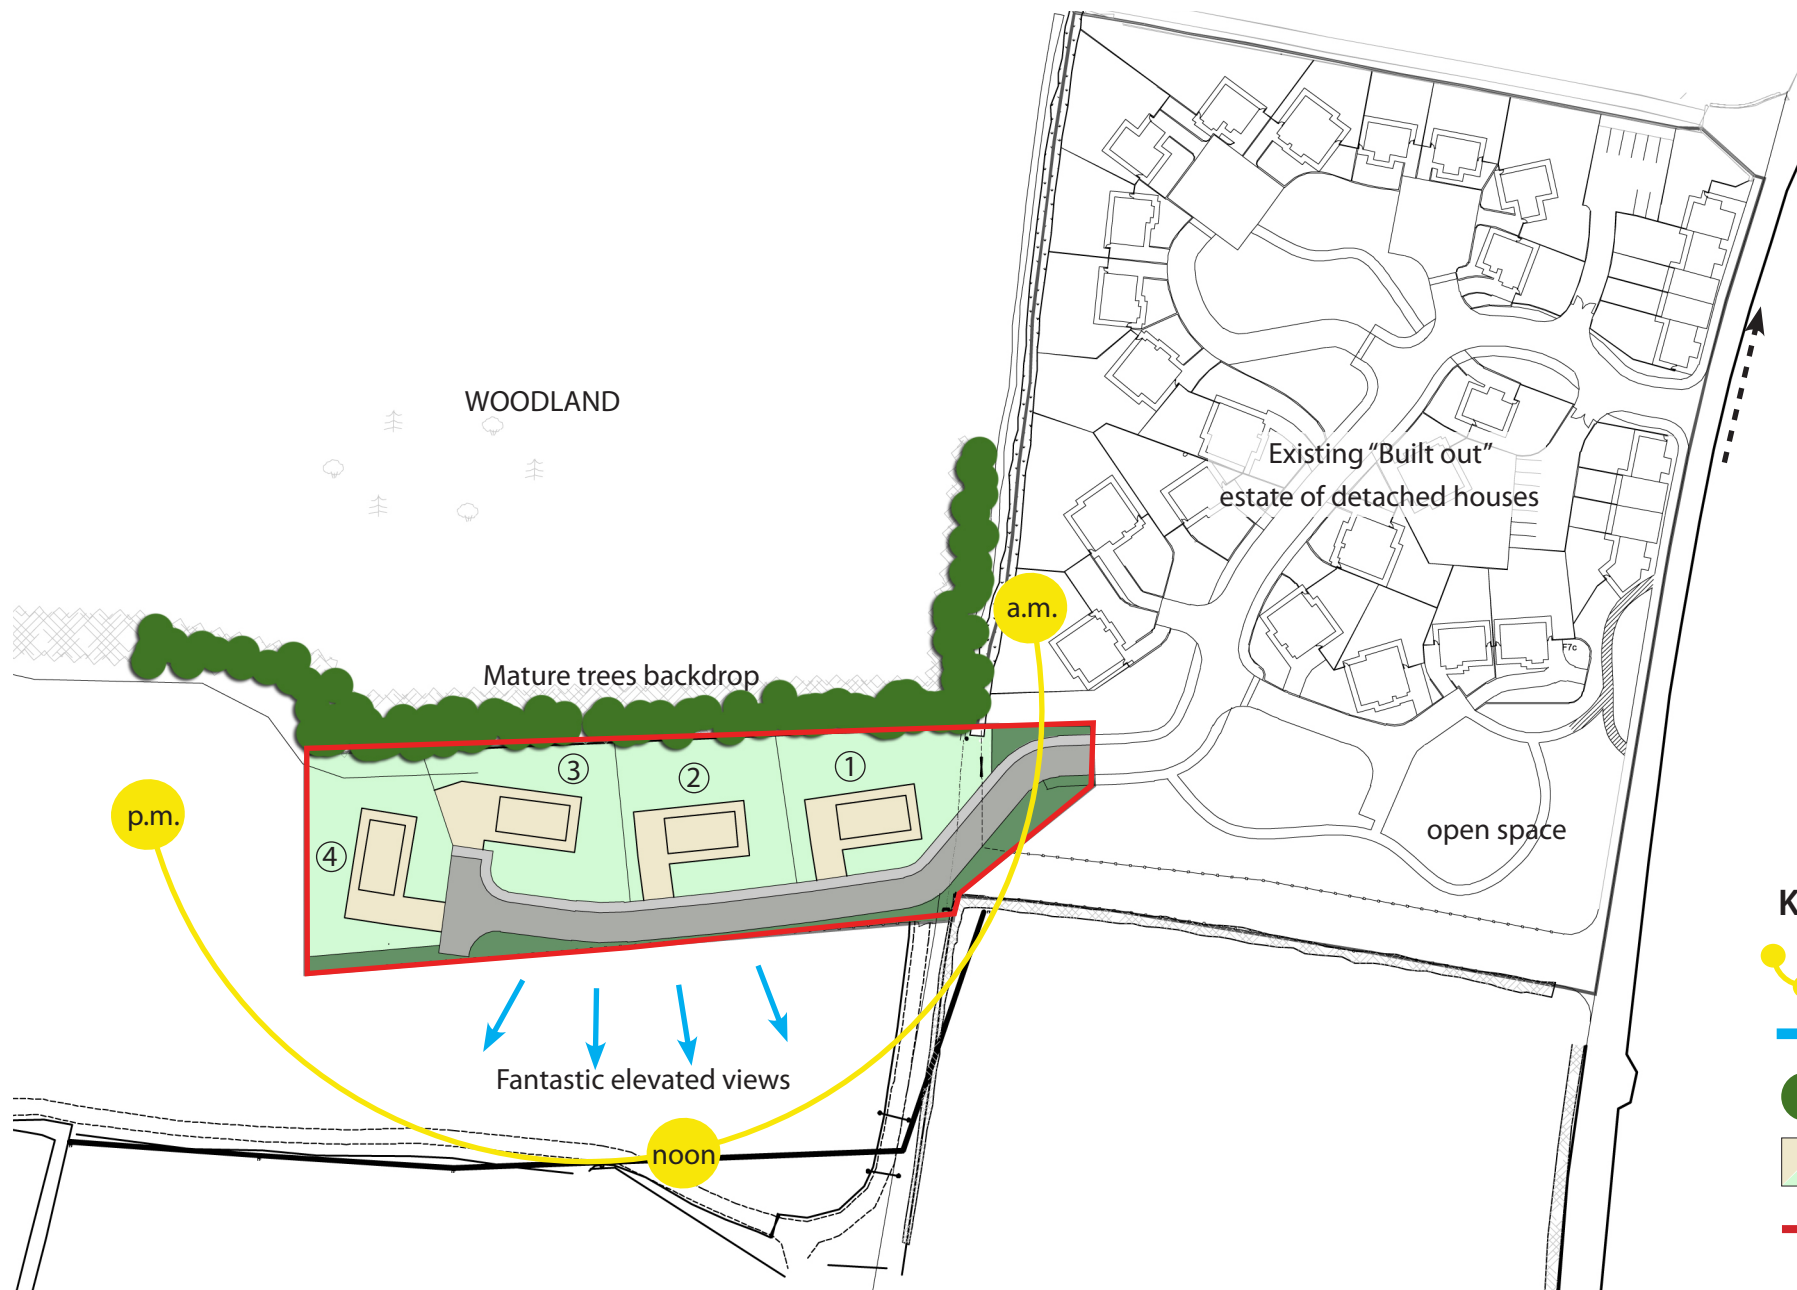 WOODLAND
Existing “Built out”
estate of detached houses
a.m.
F7c
Mature trees backdrop
③
②
①
p.m.
④
open space
K
Fantastic elevated views
noon